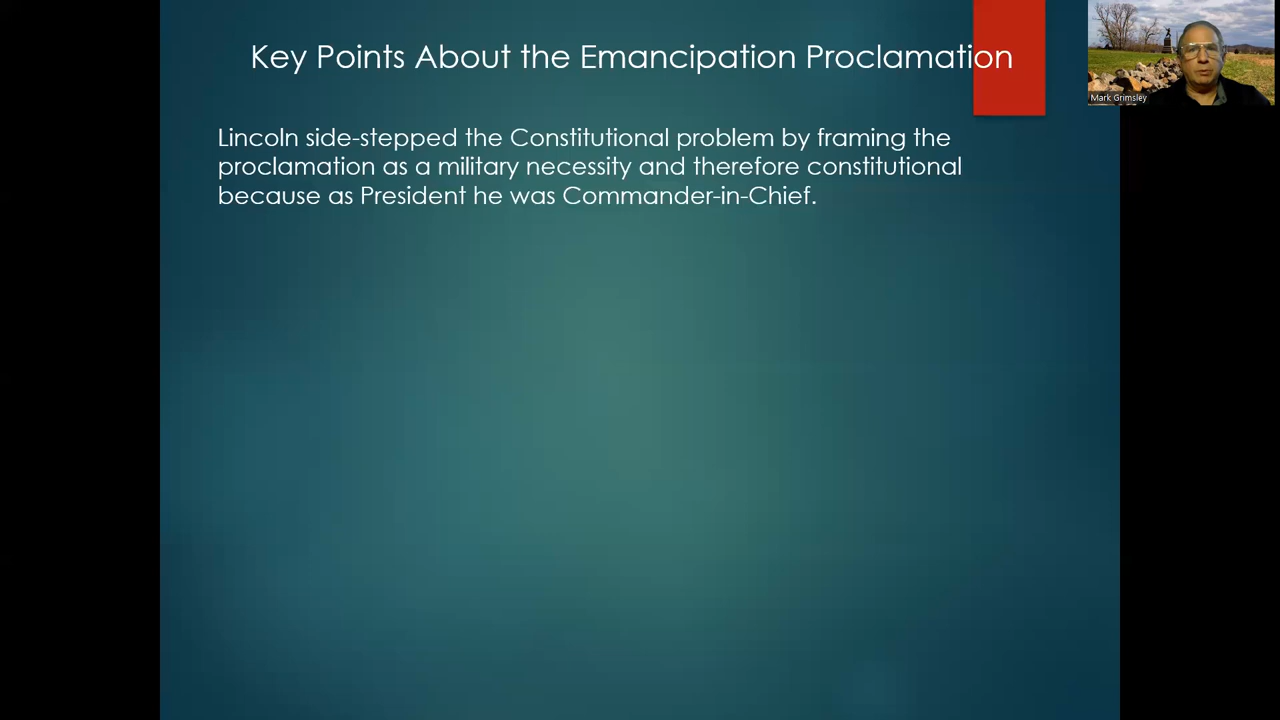 Key Points About the Emancipation Proclamation
Lincoln side-stepped the Constitutional problem by framing the
proclamation as a military necessity and therefore constitutional
because as President he was Commander-in-Chief.
Mark Grimsley